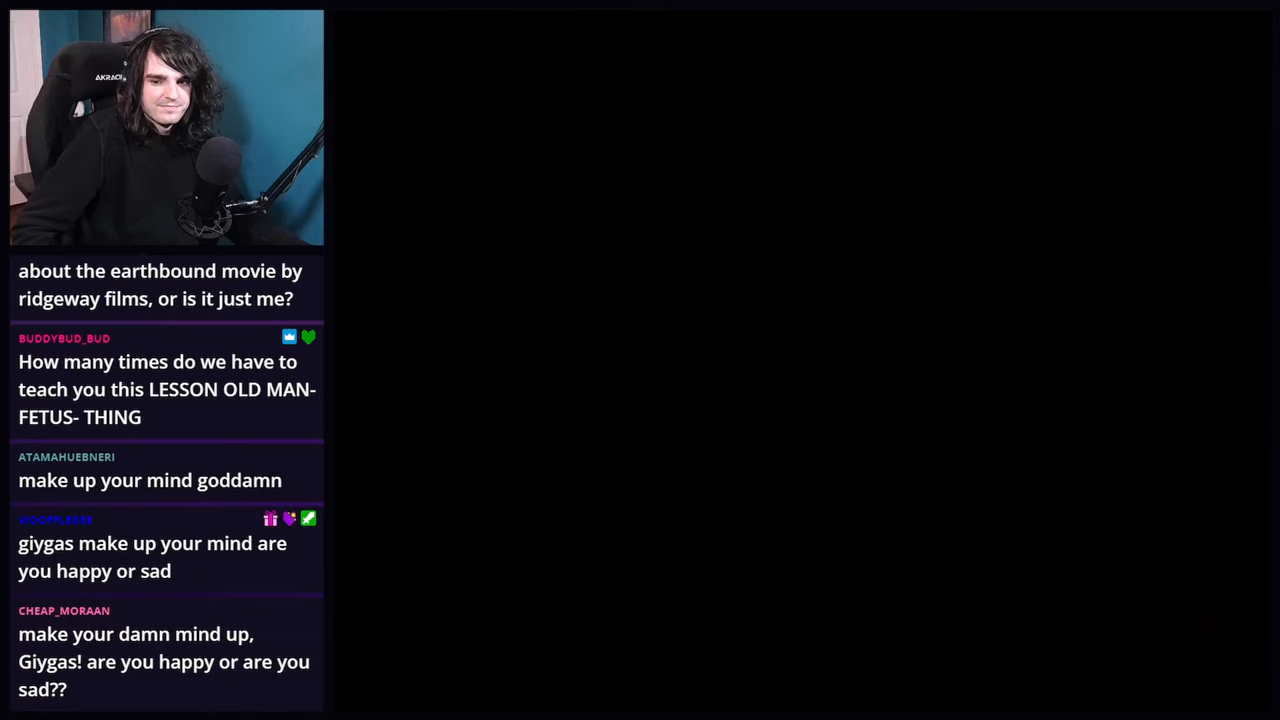 AKRACI
about the earthbound movie by
ridgeway films, or is it just me?
BUDDYBUD_BUD
How many times do we have to
teach you this LESSON OLD MAN-
FETUS- THING
ATAMAHUEBNERI
make up your mind goddamn
giygas make up your mind are
you happy or sad
CHEAP_MORAAN
make your damn mind up,
Giygas! are you happy or are you
sad??